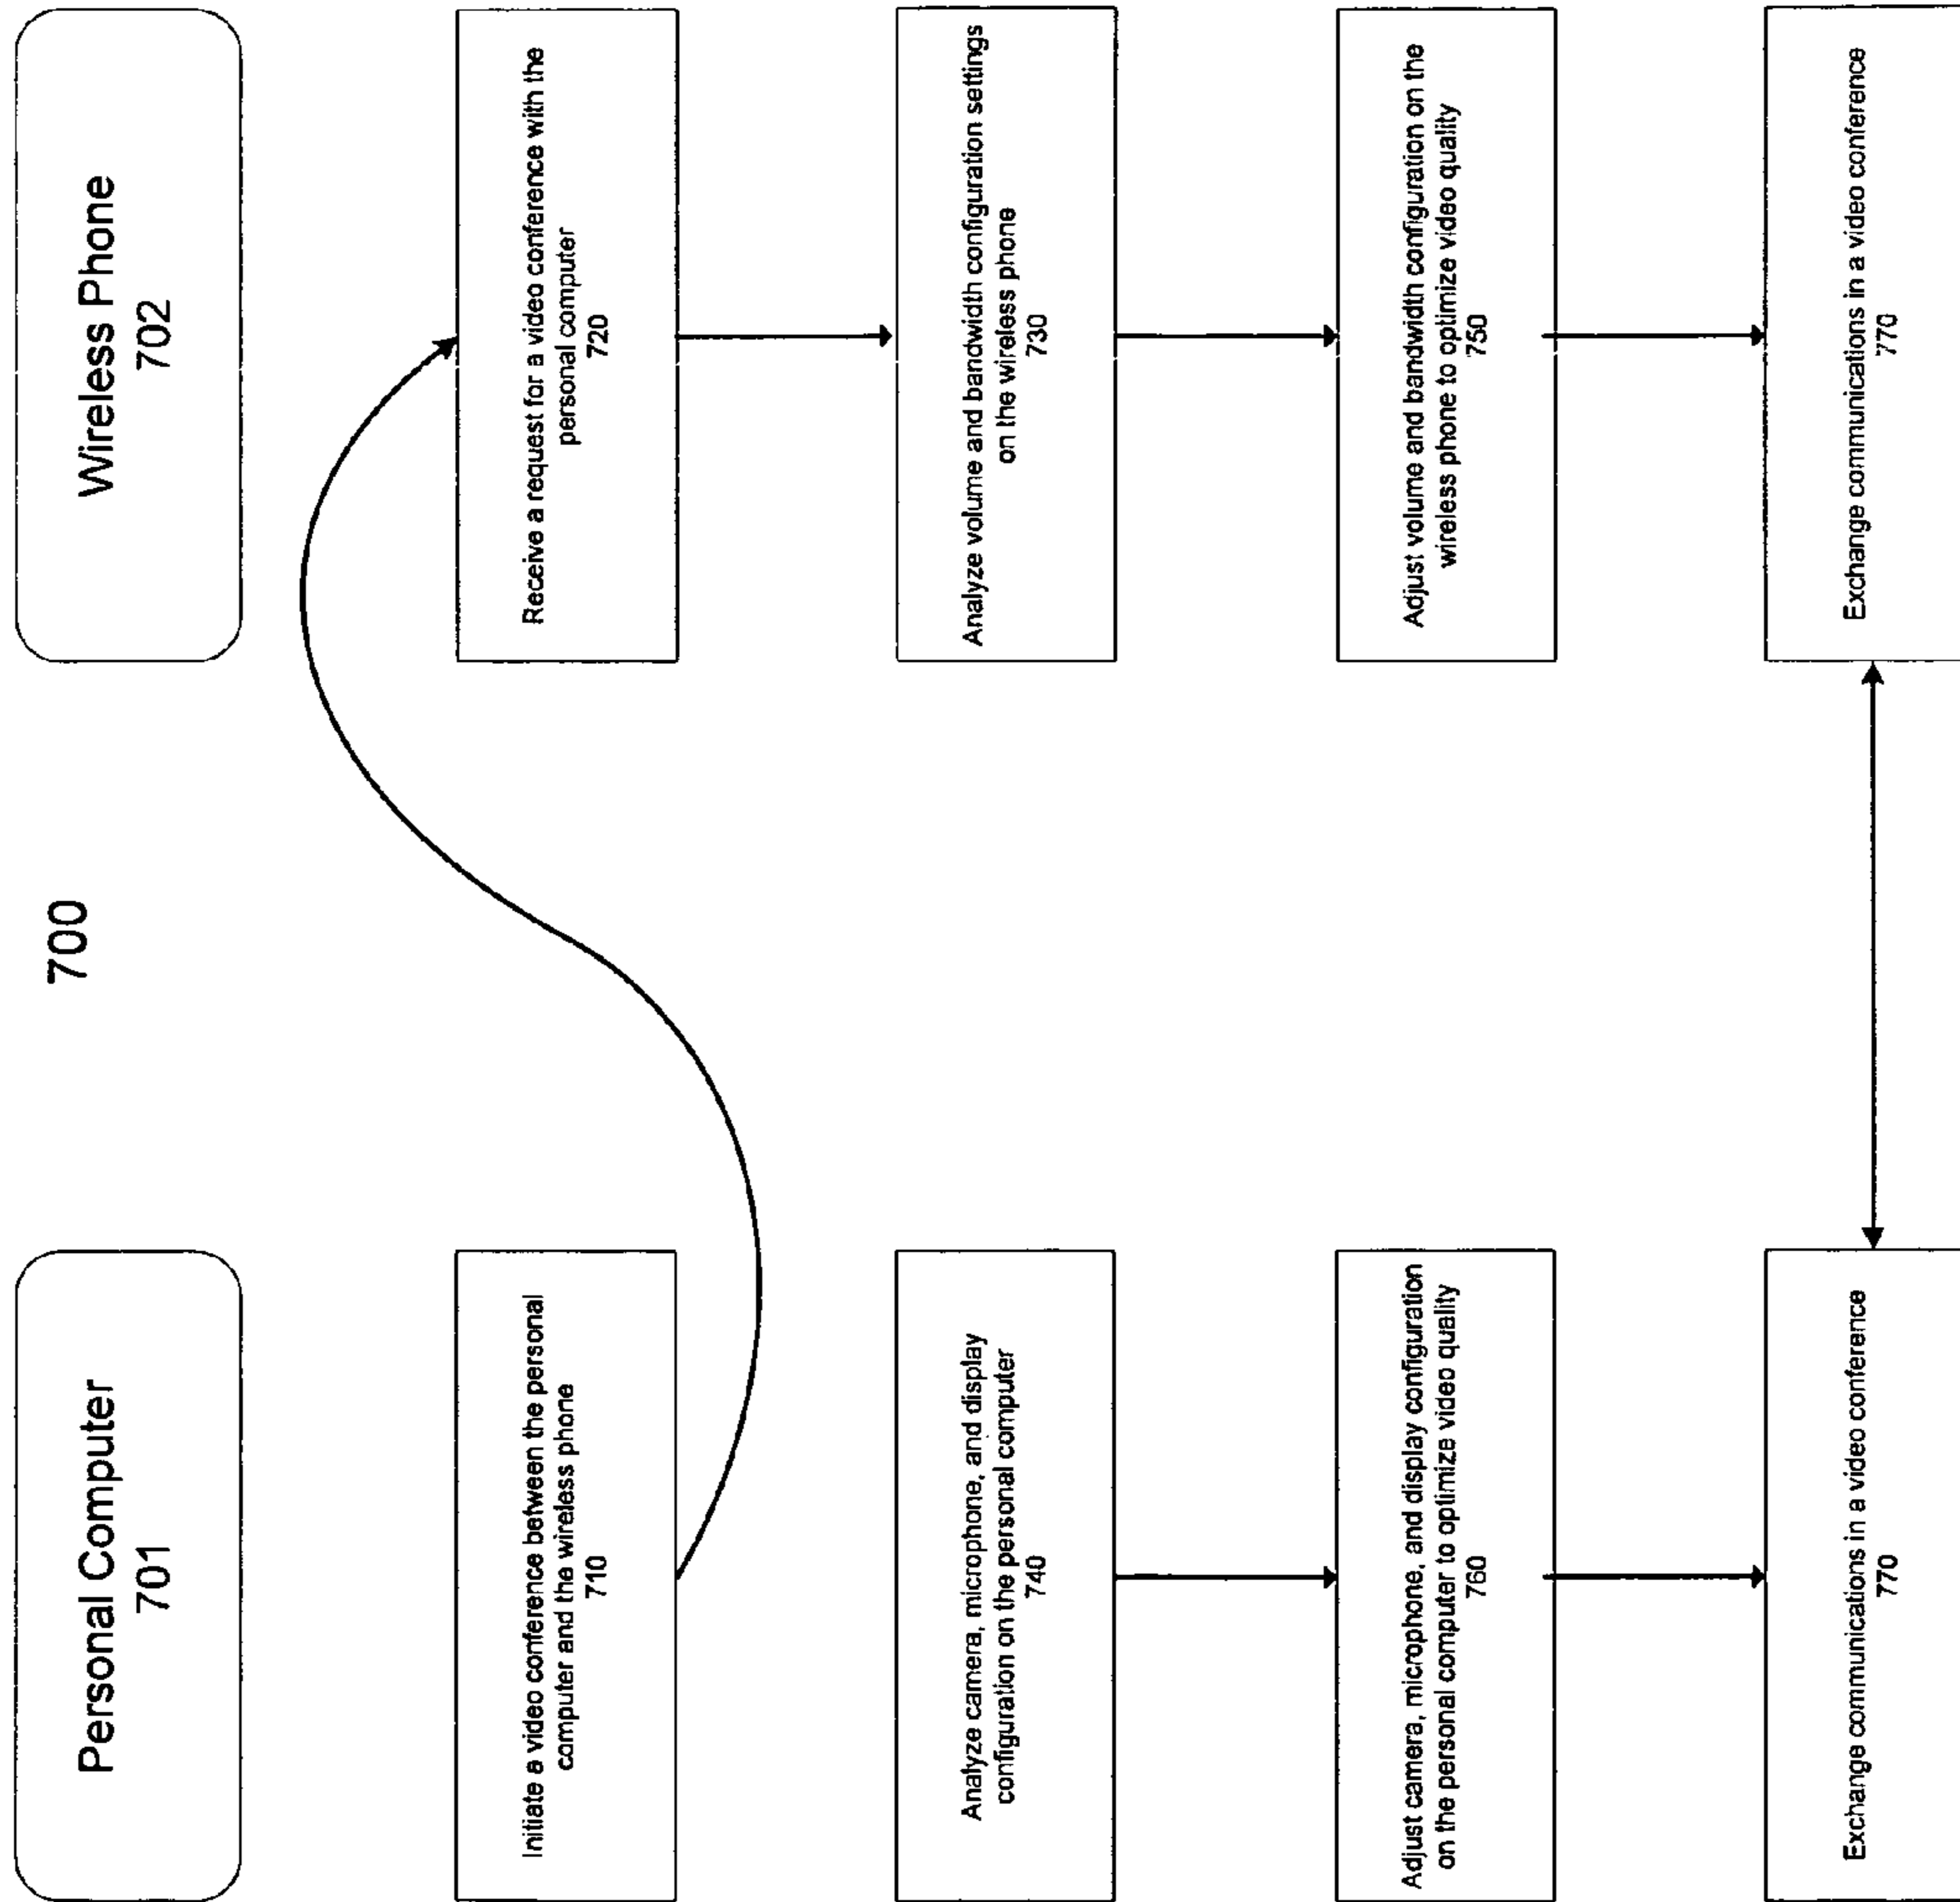 700
Personal Computer
701
Wireless Phone
702
Initiate a video conference between the personal
computer and the wireless phone
710
Receive a request for a video conference with the
personal computer
720
Analyze camera, microphone, and display
configuration on the personal computer
740
Analyze volume and bandwidth configuration settings
on the wireless phone
730
Adjust camera, microphone, and display configuration
on the personal computer to optimize video quality
760
Adjust volume and bandwidth configuration on the
wireless phone to optimize video quality
750
Exchange communications in a video conference
770
Exchange communications in a video conference
770